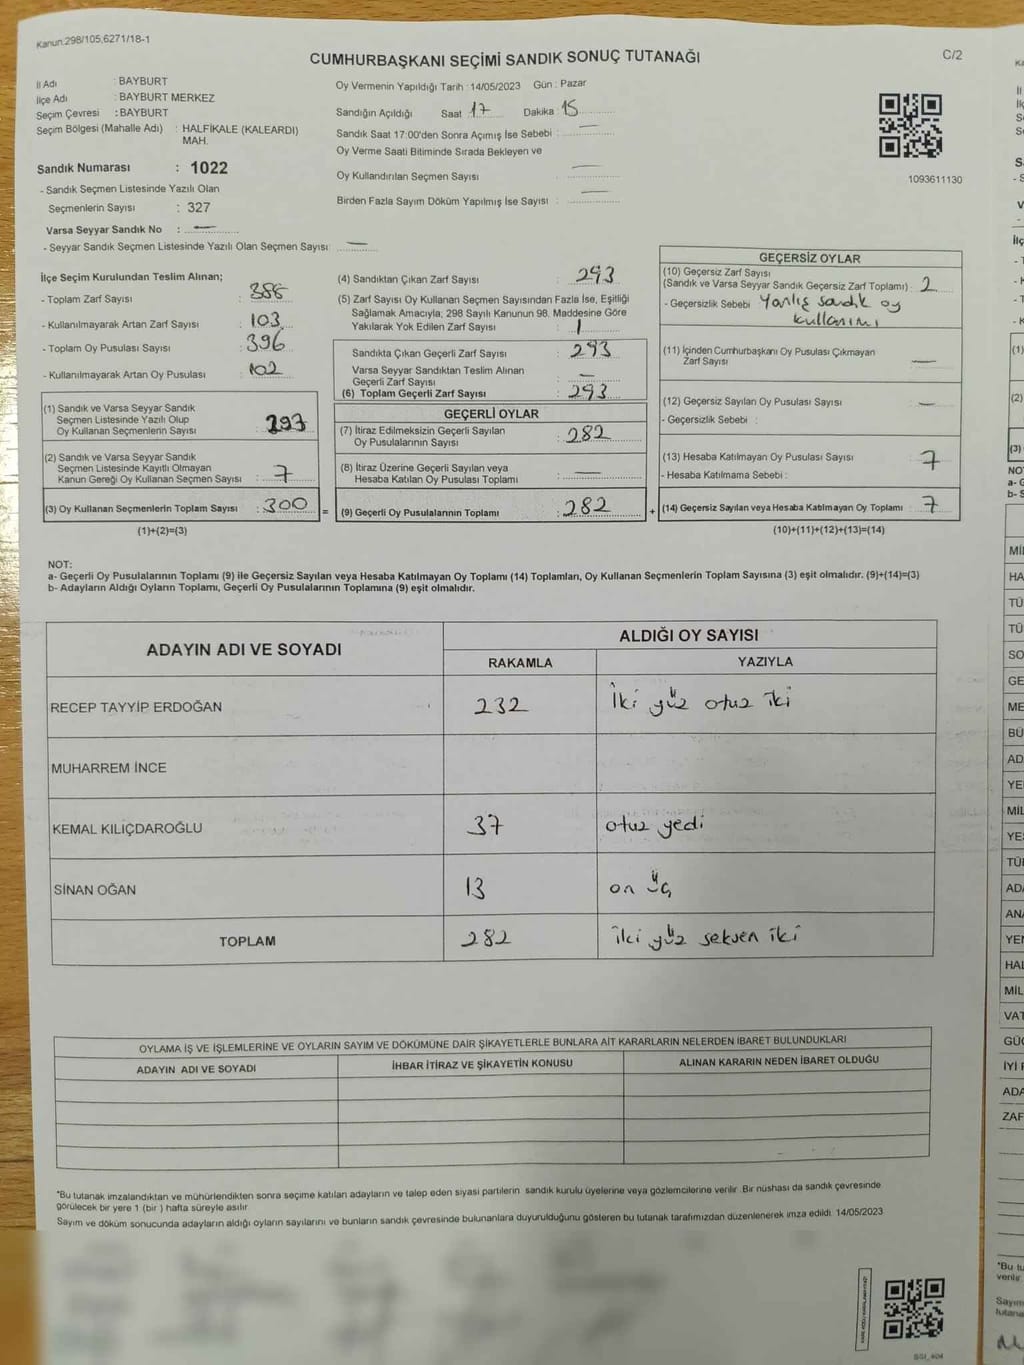 Kanun:298/105,6271/18-1
C/2
CUMHURBAŞKANI SEÇİMİ SANDIK SONUÇ TUTANAĞI
İl Adı : BAYBURT
İlçe Adı : BAYBURT MERKEZ
Seçim Çevresi : BAYBURT
Seçim Bölgesi (Mahalle Adı) : HALFİKALE (KALEARDI)
MAH.
Sandık Numarası : 1022
- Sandık Seçmen Listesinde Yazılı Olan
Seçmenlerin Sayısı : 327
Varsa Seyyar Sandık No : —
- Seyyar Sandık Seçmen Listesinde Yazılı Olan Seçmen Sayısı: —
Oy Vermenin Yapıldığı Tarih : 14/05/2023 Gün : Pazar
Sandığın Açıldığı Saat 17 Dakika 15
Sandık Saat 17:00'den Sonra Açımış İse Sebebi : —
Oy Verme Saati Bitiminde Sırada Bekleyen ve
Oy Kullandırılan Seçmen Sayısı : —
Birden Fazla Sayım Döküm Yapılmış İse Sayısı : —
1093611130
İlçe Seçim Kurulundan Teslim Alınan;
- Toplam Zarf Sayısı :
- Kullanılmayarak Artan Zarf Sayısı : 103
- Toplam Oy Pusulası Sayısı : 396
- Kullanılmayarak Artan Oy Pusulası : 102
(1) Sandık ve Varsa Seyyar Sandık
Seçmen Listesinde Yazılı Olup
Oy Kullanan Seçmenlerin Sayısı : 293
(2) Sandık ve Varsa Seyyar Sandık
Seçmen Listesinde Kayıtlı Olmayan
Kanun Gereği Oy Kullanan Seçmen Sayısı : 7
(3) Oy Kullanan Seçmenlerin Toplam Sayısı : 300 =
(1)+(2)=(3)
(4) Sandıktan Çıkan Zarf Sayısı : 293
(5) Zarf Sayısı Oy Kullanan Seçmen Sayısından Fazla İse, Eşitliği
Sağlamak Amacıyla; 298 Sayılı Kanunun 98. Maddesine Göre
Yakılarak Yok Edilen Zarf Sayısı : 1
Sandıkta Çıkan Geçerli Zarf Sayısı : 293
Varsa Seyyar Sandıktan Teslim Alınan
Geçerli Zarf Sayısı : —
(6) Toplam Geçerli Zarf Sayısı : 293
GEÇERLİ OYLAR
(7) İtiraz Edilmeksizin Geçerli Sayılan
Oy Pusulalarının Sayısı : 282
(8) İtiraz Üzerine Geçerli Sayılan veya
Hesaba Katılan Oy Pusulası Toplamı : —
(9) Geçerli Oy Pusulalarının Toplamı : 282 +
GEÇERSİZ OYLAR
(10) Geçersiz Zarf Sayısı
(Sandık ve Varsa Seyyar Sandık Geçersiz Zarf Toplamı) : 2
- Geçersizlik Sebebi : Yanlış sandık oy
kullanımı
(11) İçinden Cumhurbaşkanı Oy Pusulası Çıkmayan
Zarf Sayısı : —
(12) Geçersiz Sayılan Oy Pusulası Sayısı : —
- Geçersizlik Sebebi :
(13) Hesaba Katılmayan Oy Pusulası Sayısı : 7
- Hesaba Katılmama Sebebi :
(14) Geçersiz Sayılan veya Hesaba Katılmayan Oy Toplamı : 7
(10)+(11)+(12)+(13)=(14)
NOT:
a- Geçerli Oy Pusulalarının Toplamı (9) ile Geçersiz Sayılan veya Hesaba Katılmayan Oy Toplamı (14) Toplamları, Oy Kullanan Seçmenlerin Toplam Sayısına (3) eşit olmalıdır. (9)+(14)=(3)
b- Adayların Aldığı Oyların Toplamı, Geçerli Oy Pusulalarının Toplamına (9) eşit olmalıdır.
ADAYIN ADI VE SOYADI ALDIĞI OY SAYISI
RAKAMLA YAZIYLA
RECEP TAYYİP ERDOĞAN 232 İki yüz otuz iki
MUHARREM İNCE
KEMAL KILIÇDAROĞLU 37 otuz yedi
SİNAN OĞAN 13 on üç
TOPLAM 282 İki yüz seksen iki
OYLAMA İŞ VE İŞLEMLERİNE VE OYLARIN SAYIM VE DÖKÜMÜNE DAİR ŞİKAYETLERLE BUNLARA AİT KARARLARIN NELERDEN İBARET BULUNDUKLARI
ADAYIN ADI VE SOYADI İHBAR İTİRAZ VE ŞİKAYETİN KONUSU ALINAN KARARIN NEDEN İBARET OLDUĞU
*Bu tutanak imzalandıktan ve mühürlendikten sonra seçime katılan adayların ve talep eden siyasi partilerin sandık kurulu üyelerine veya gözlemcilerine verilir. Bir nüshası da sandık çevresinde
görülecek bir yere 1 (bir ) hafta süreyle asılır.
Sayım ve döküm sonucunda adayların aldığı oyların sayılarını ve bunların sandık çevresinde bulunanlara duyurulduğunu gösteren bu tutanak tarafımızdan düzenlenerek imza edildi. 14/05/2023